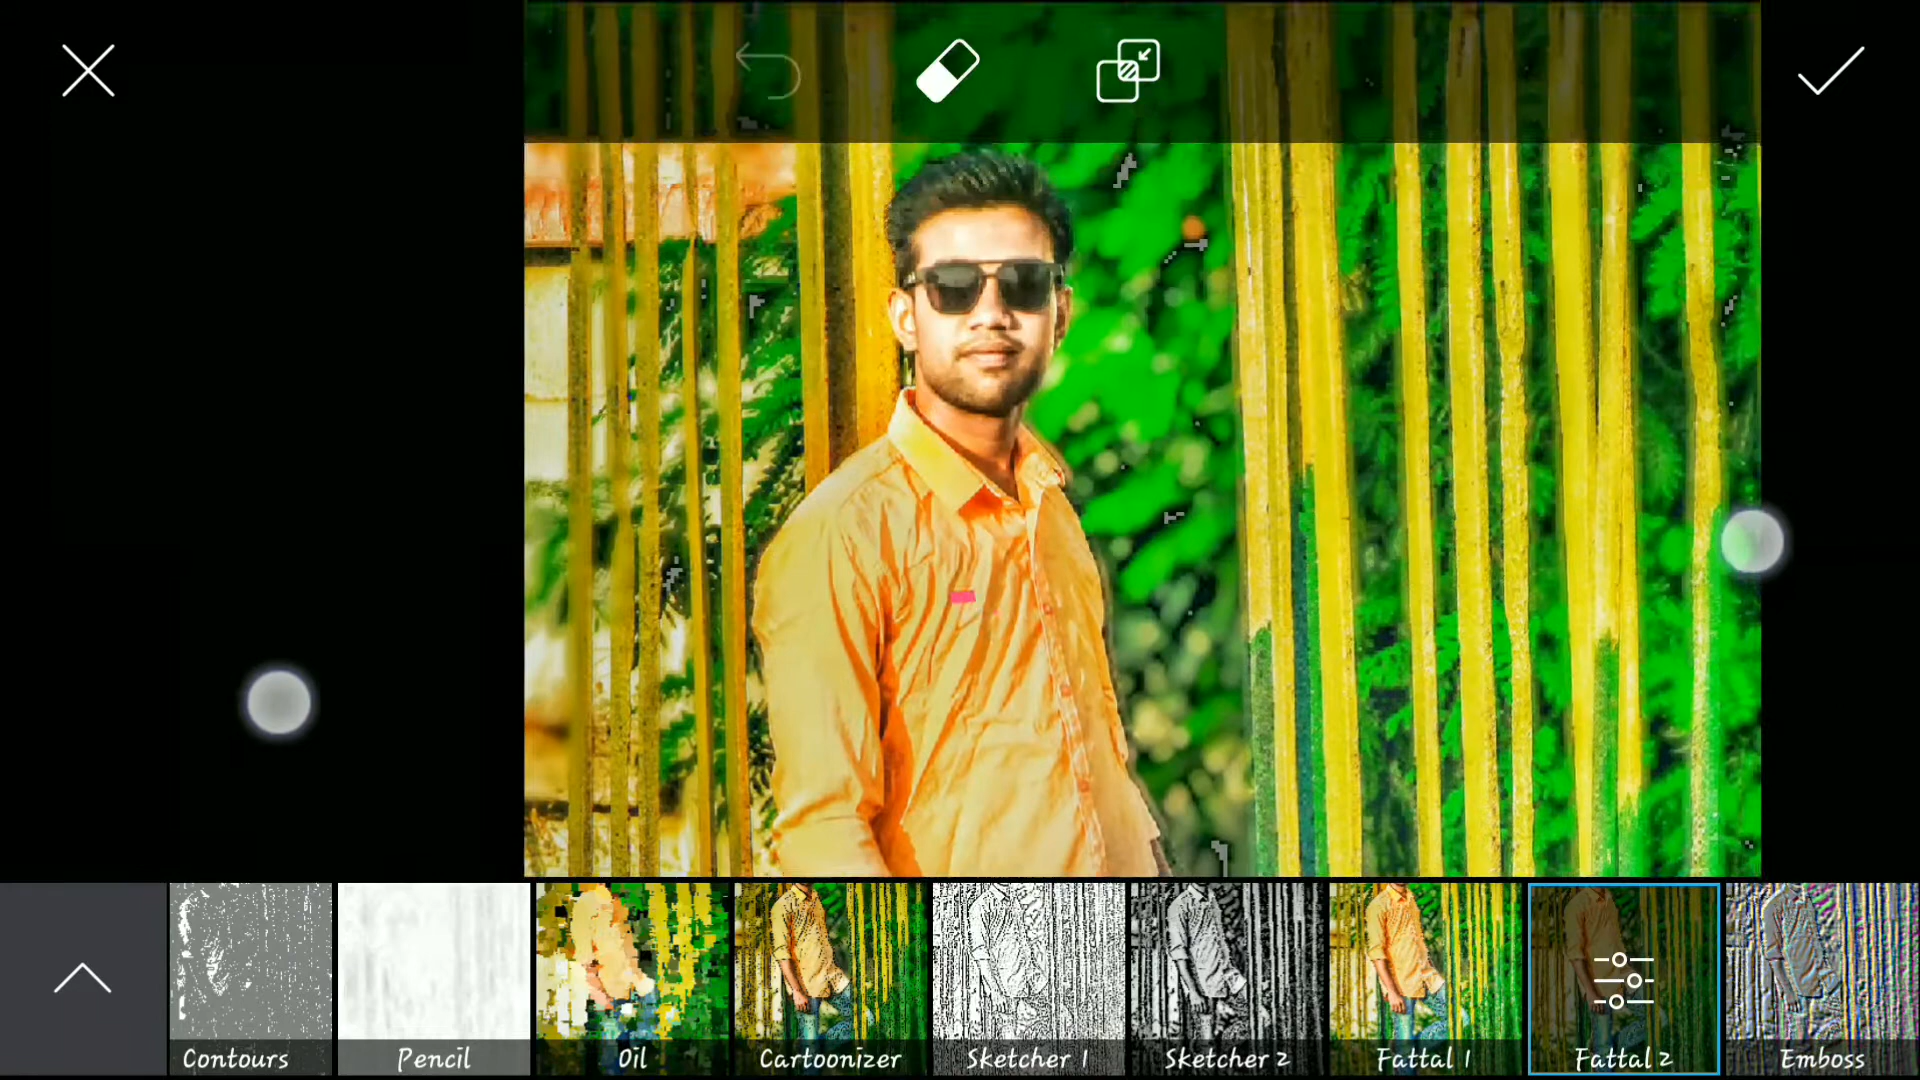 Contours
Pencil
Oil
Cartoonizer
Sketcher 1
Sketcher 2
Fattal 1
Fattal 2
Emboss